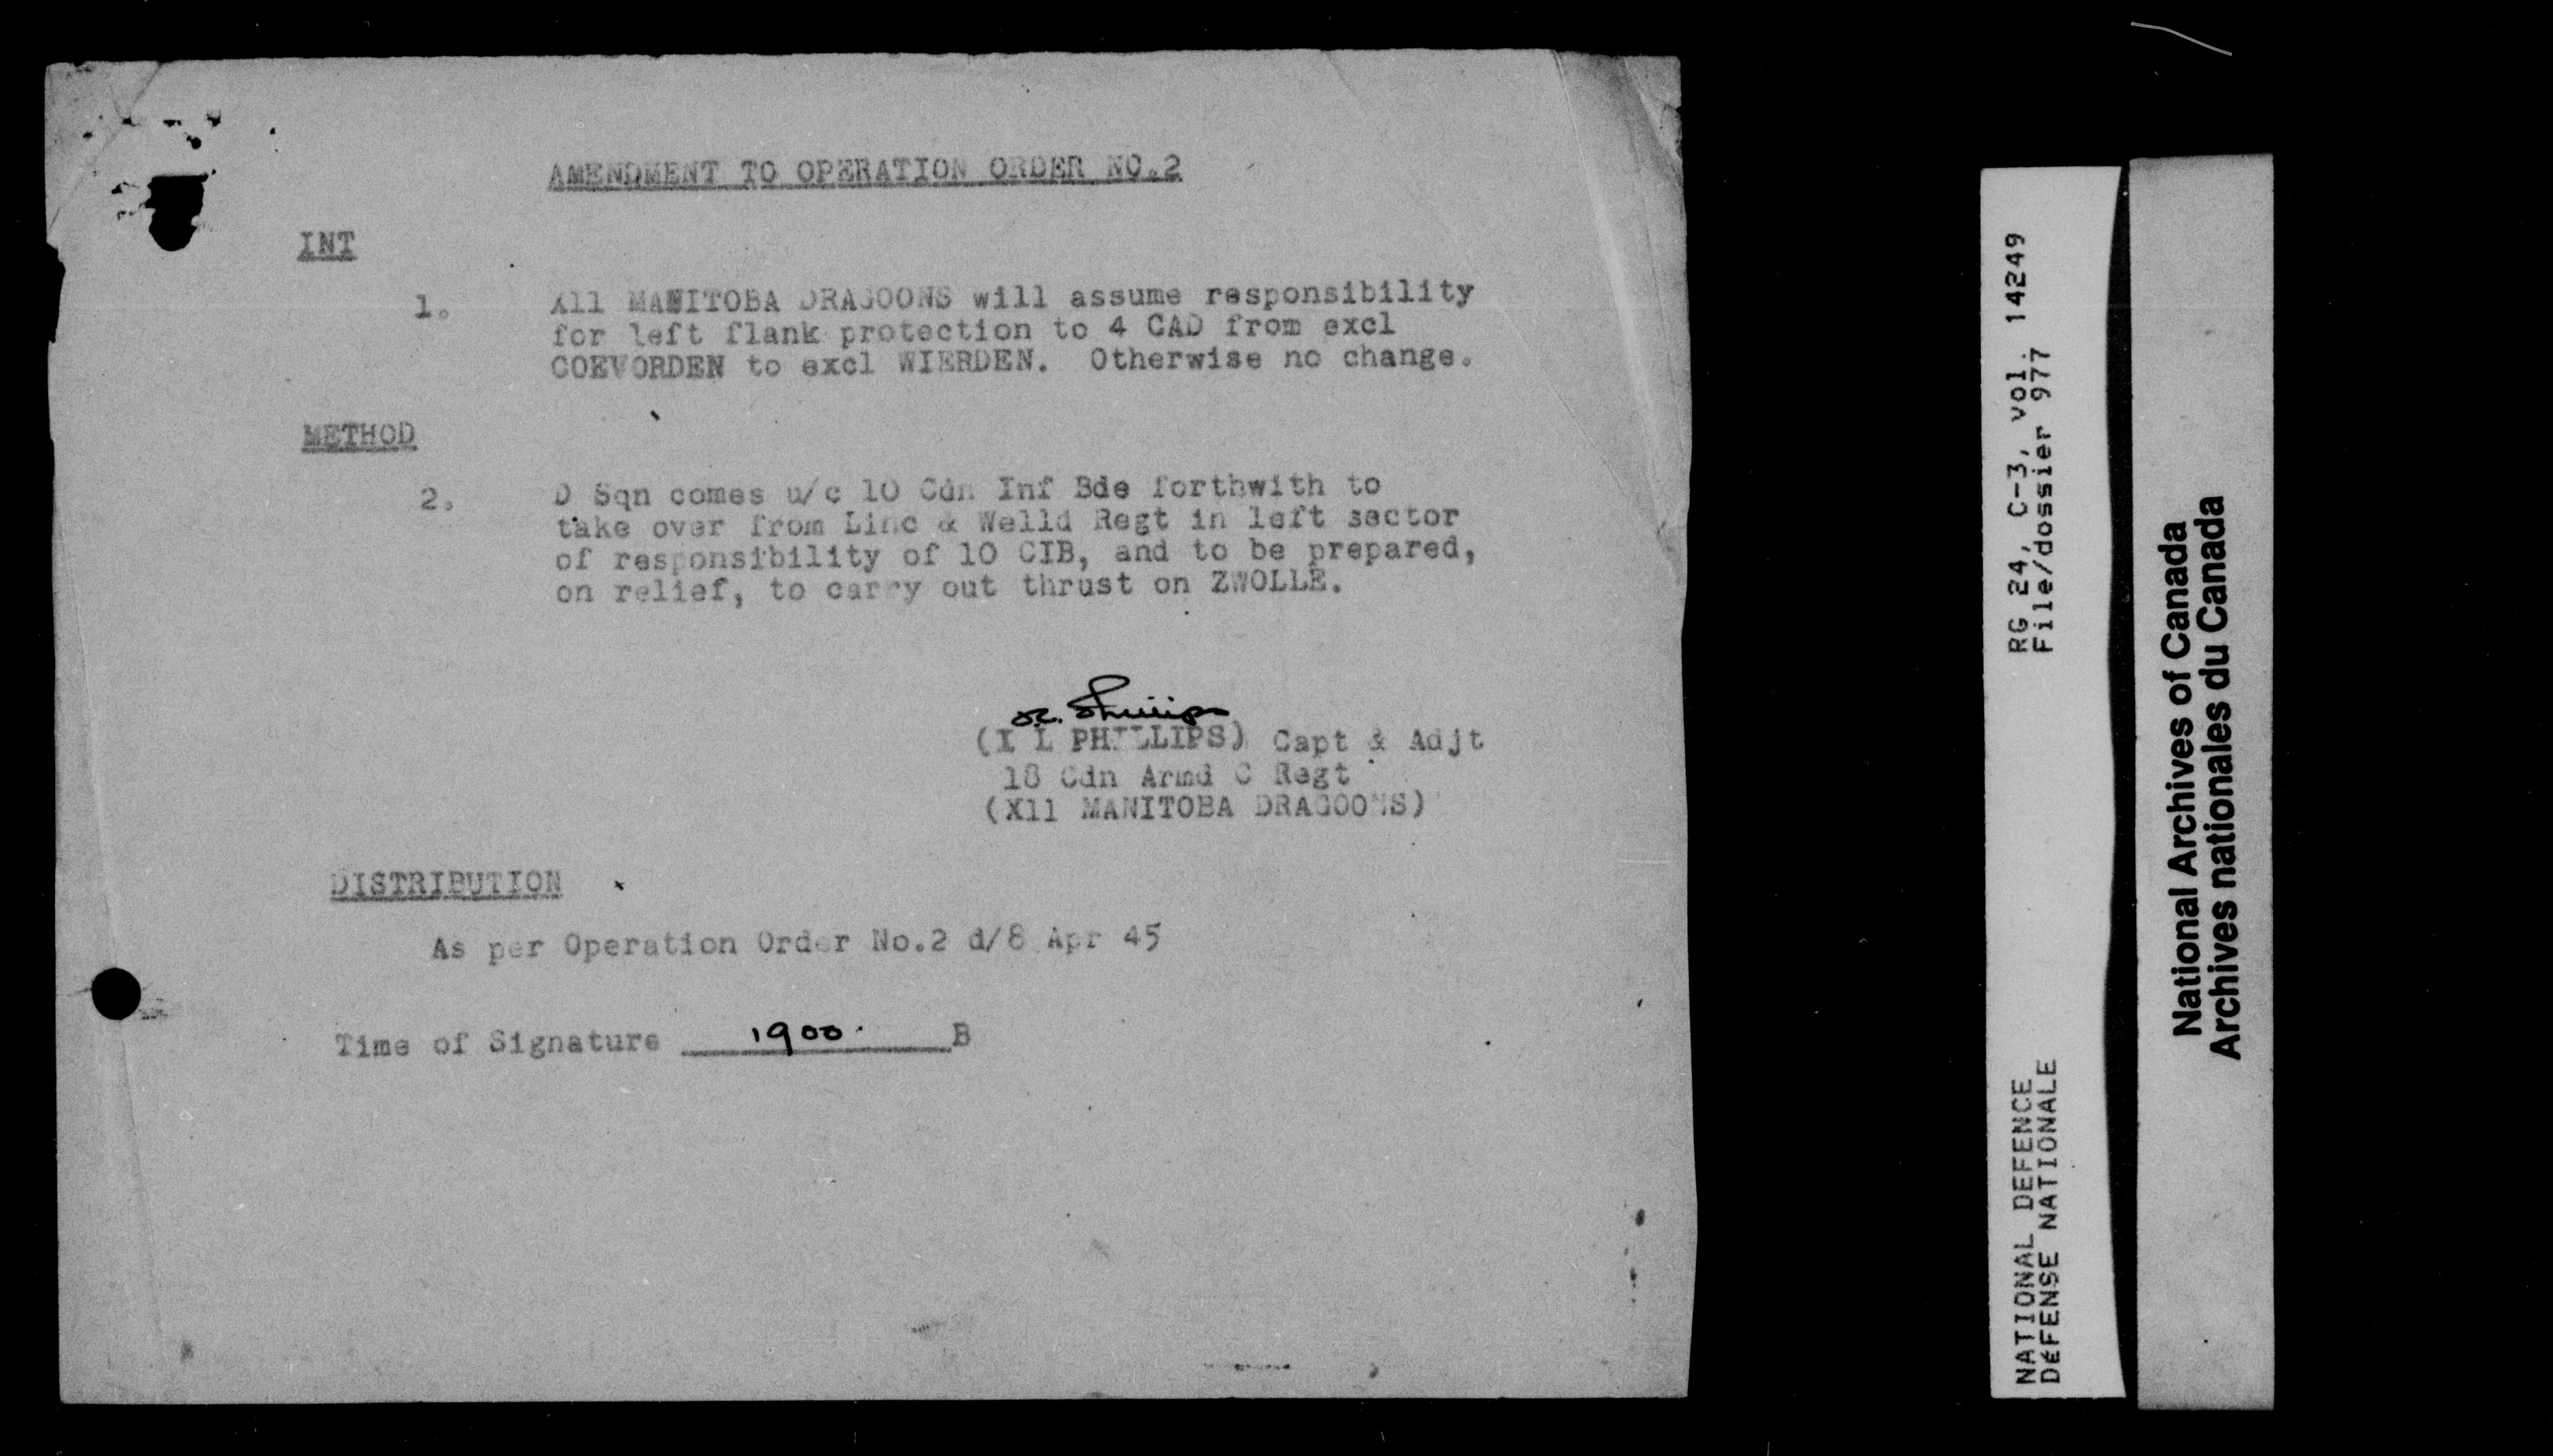 AMENDMENT TO OPERATION ORDER NO.2
INT
1. X11 MANITOBA DRAGOONS will assume responsibility
for left flank protection to 4 CAD from excl
COEVORDEN to excl WIERDEN. Otherwise no change.
METHOD
2. D Sqn comes u/c 10 Cdn Inf Bde forthwith to
take over from Linc & Welld Regt in left sector
of responsibility of 10 CIB, and to be prepared,
on relief, to carry out thrust on ZWOLLE.
(I L PHILLIPS) Capt & Adjt
18 Cdn Armd C Regt
(X11 MANITOBA DRAGOONS)
DISTRIBUTION
As per Operation Order No.2 d/8 Apr 45
Time of Signature 1900 B
RG 24, C-3, vol. 14249
File/dossier 977
NATIONAL DEFENCE
DÉFENSE NATIONALE
National Archives of Canada
Archives nationales du Canada